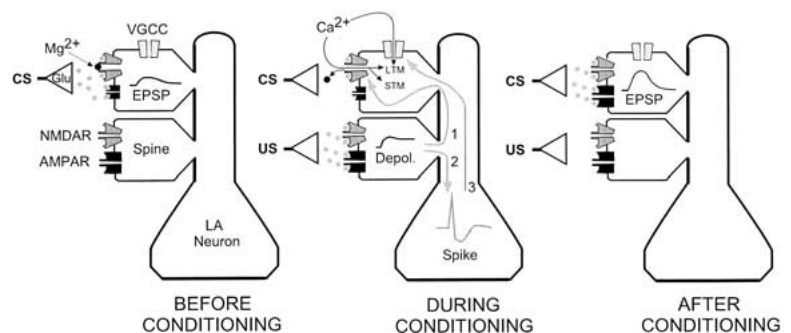 VGCC
Mg2+
CS
Glu
EPSP
NMDAR
AMPAR
Spine
LA
Neuron
BEFORE
CONDITIONING
Ca2+
CS
LTM
STM
US
Depol.
1
2
3
Spike
DURING
CONDITIONING
CS
EPSP
US
AFTER
CONDITIONING